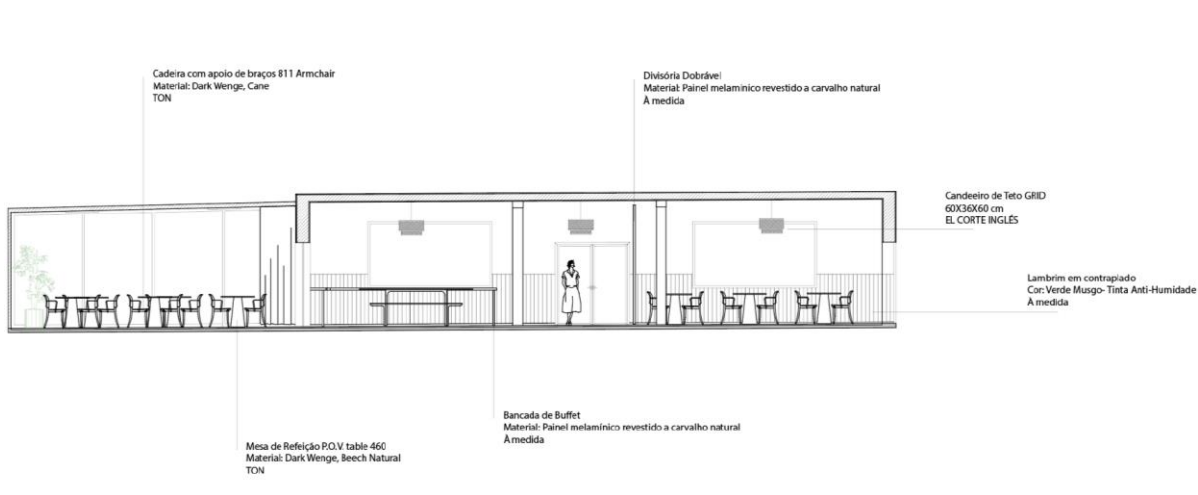 Cadeira com apoio de braços 811 Armchair
Material: Dark Wenge, Cane
TON
Divisória Dobrável
Material: Painel melamínico revestido a carvalho natural
À medida
Candeeiro de Teto GRID
60X36X60 cm
EL CORTE INGLÉS
Lambrim em contraplado
Cor: Verde Musgo- Tinta Anti-Humidade
À medida
Bancada de Buffet
Material: Painel melamínico revestido a carvalho natural
À medida
Mesa de Refeição P.O.V. table 460
Material: Dark Wenge, Beech Natural
TON